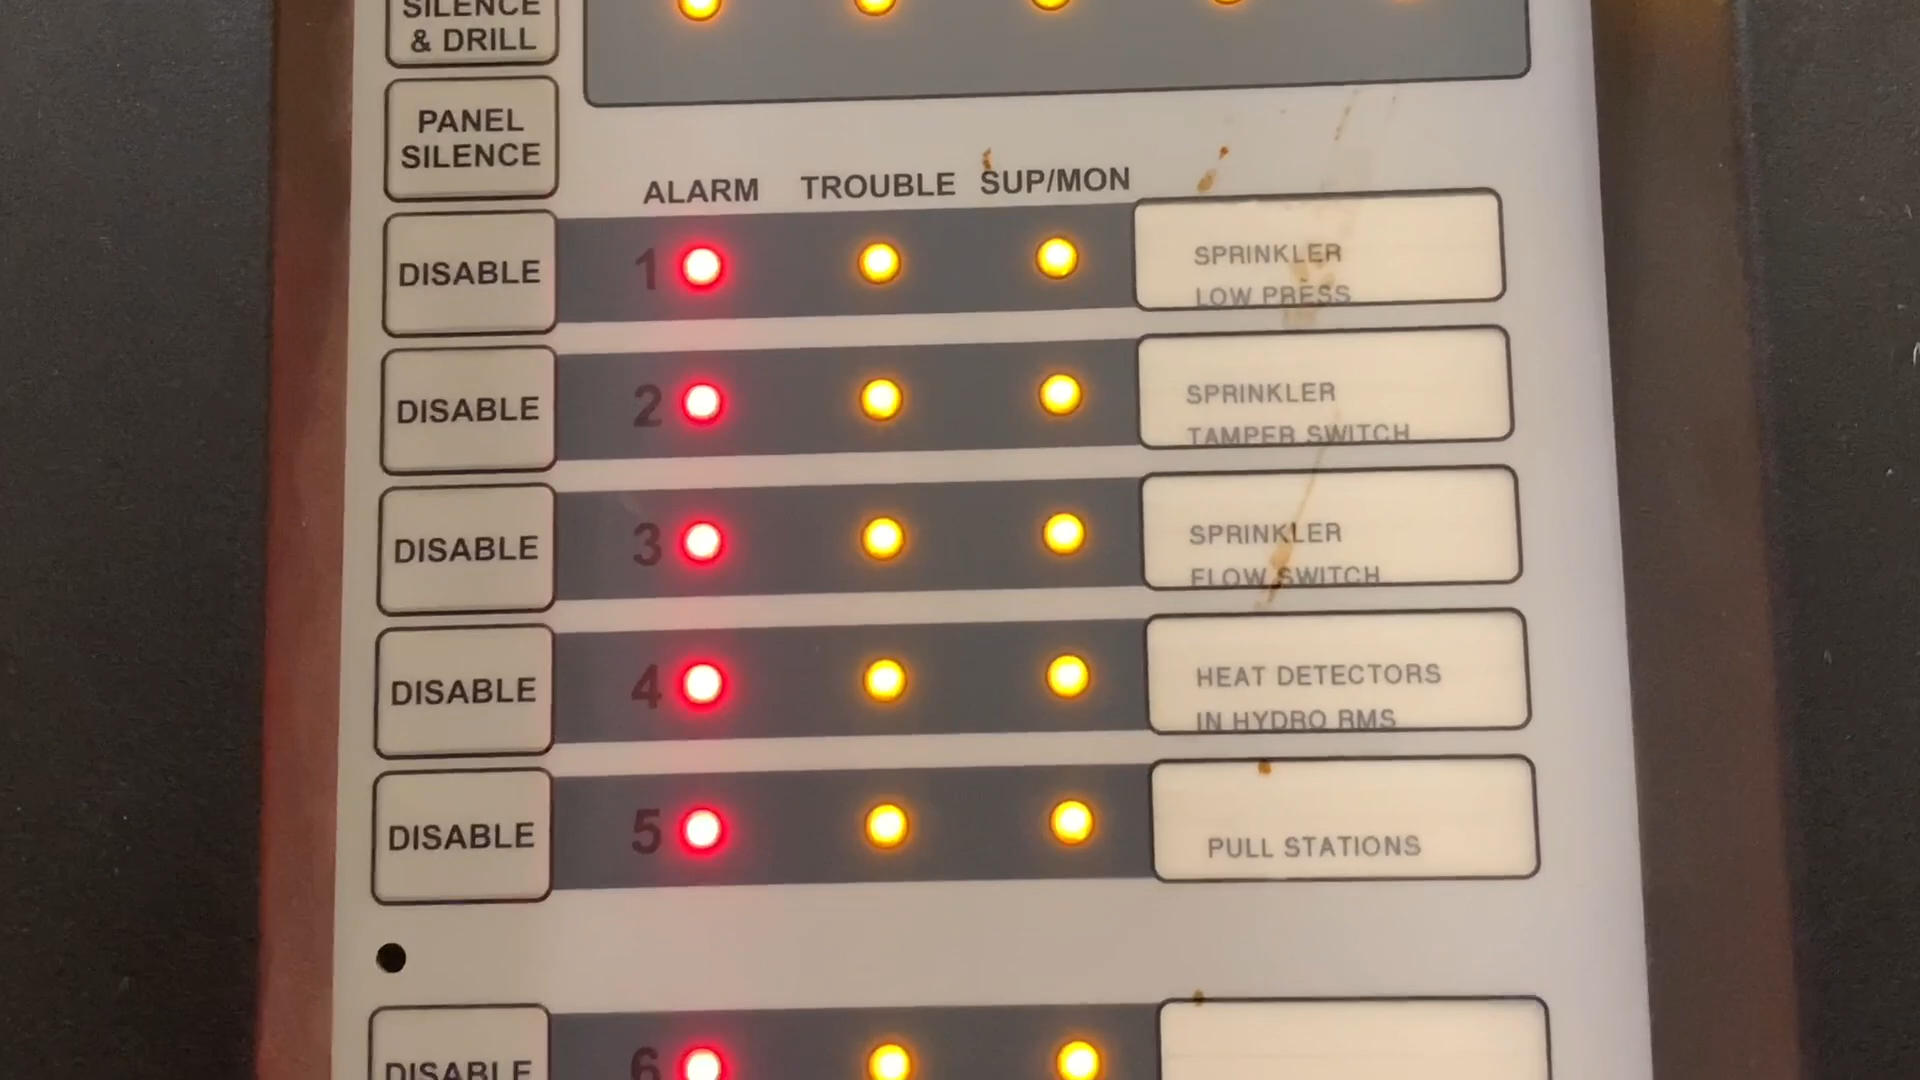 SILENCE
& DRILL
PANEL
SILENCE
ALARM TROUBLE SUP/MON
DISABLE 1 SPRINKLER
LOW PRESS
DISABLE 2 SPRINKLER
TAMPER SWITCH
DISABLE 3 SPRINKLER
FLOW SWITCH
DISABLE 4 HEAT DETECTORS
IN HYDRO RMS
DISABLE 5 PULL STATIONS
DISABLE 6